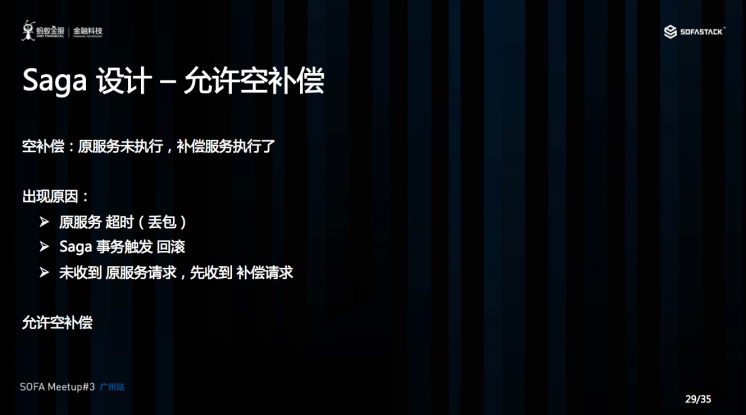 蚂蚁金服 | 金融科技
ANT FINANCIAL
SOFASTACK
Saga 设计 – 允许空补偿
空补偿：原服务未执行，补偿服务执行了
出现原因：
➢ 原服务 超时（丢包）
➢ Saga 事务触发 回滚
➢ 未收到 原服务请求，先收到 补偿请求
允许空补偿
SOFA Meetup#3 广州站
29/35